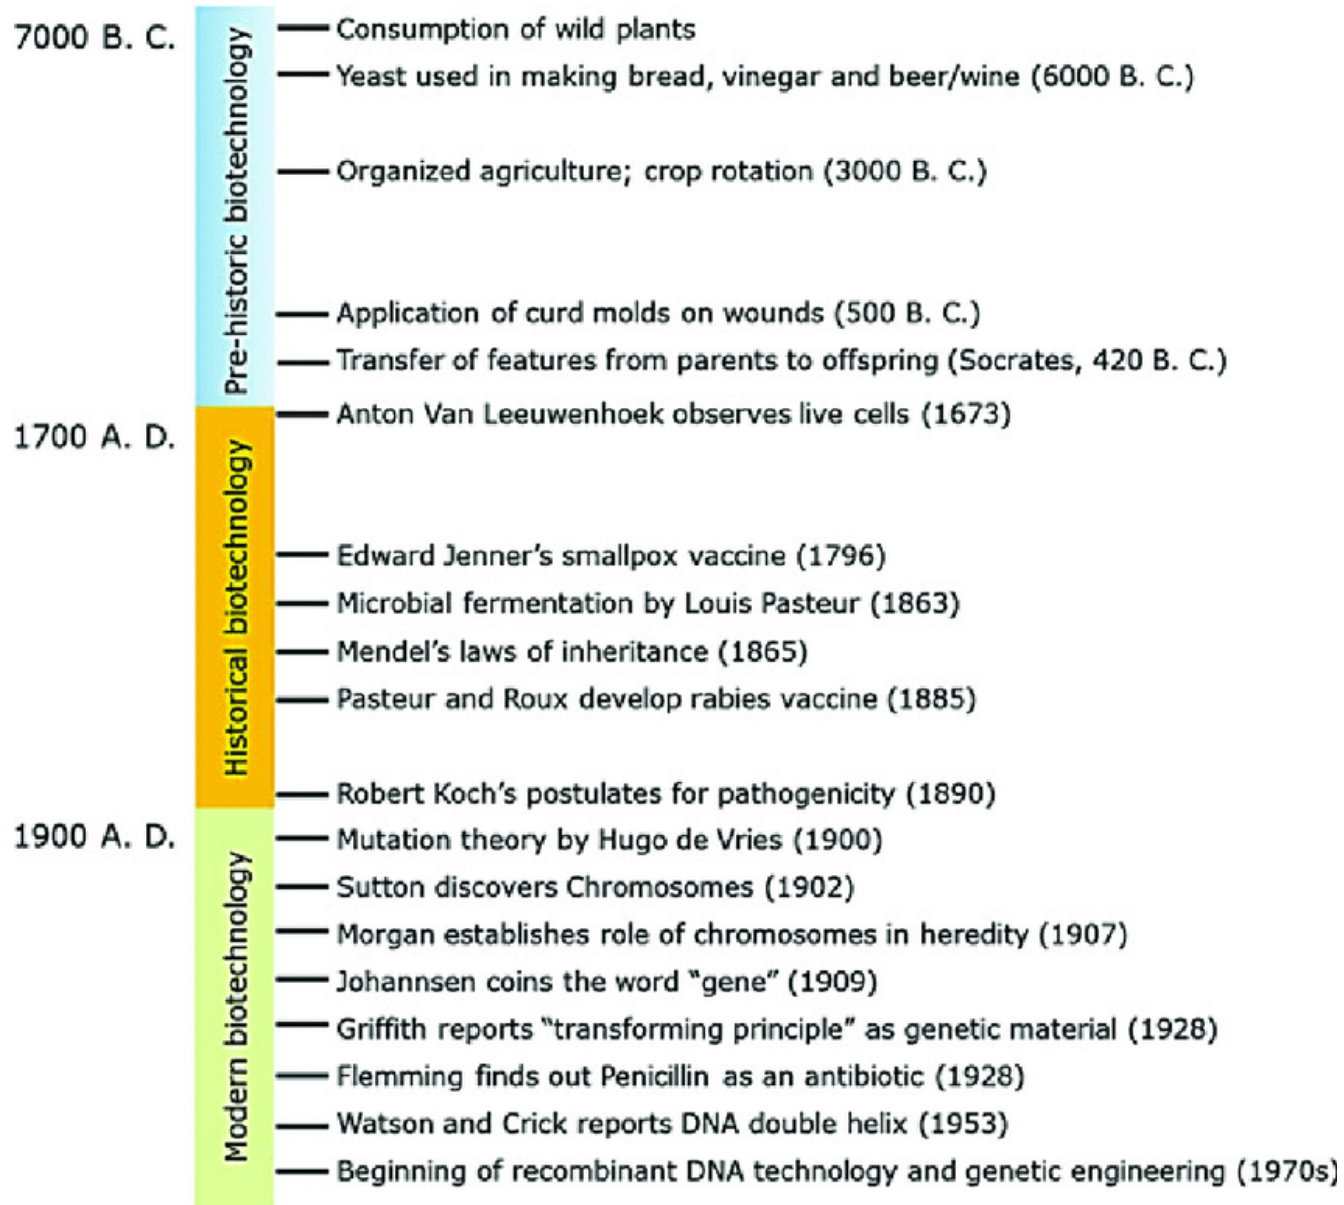 7000 B. C.
Pre-historic biotechnology
Consumption of wild plants
Yeast used in making bread, vinegar and beer/wine (6000 B. C.)
Organized agriculture; crop rotation (3000 B. C.)
Application of curd molds on wounds (500 B. C.)
Transfer of features from parents to offspring (Socrates, 420 B. C.)
1700 A. D.
Historical biotechnology
Anton Van Leeuwenhoek observes live cells (1673)
Edward Jenner’s smallpox vaccine (1796)
Microbial fermentation by Louis Pasteur (1863)
Mendel’s laws of inheritance (1865)
Pasteur and Roux develop rabies vaccine (1885)
Robert Koch’s postulates for pathogenicity (1890)
1900 A. D.
Modern biotechnology
Mutation theory by Hugo de Vries (1900)
Sutton discovers Chromosomes (1902)
Morgan establishes role of chromosomes in heredity (1907)
Johannsen coins the word “gene” (1909)
Griffith reports “transforming principle” as genetic material (1928)
Flemming finds out Penicillin as an antibiotic (1928)
Watson and Crick reports DNA double helix (1953)
Beginning of recombinant DNA technology and genetic engineering (1970s)